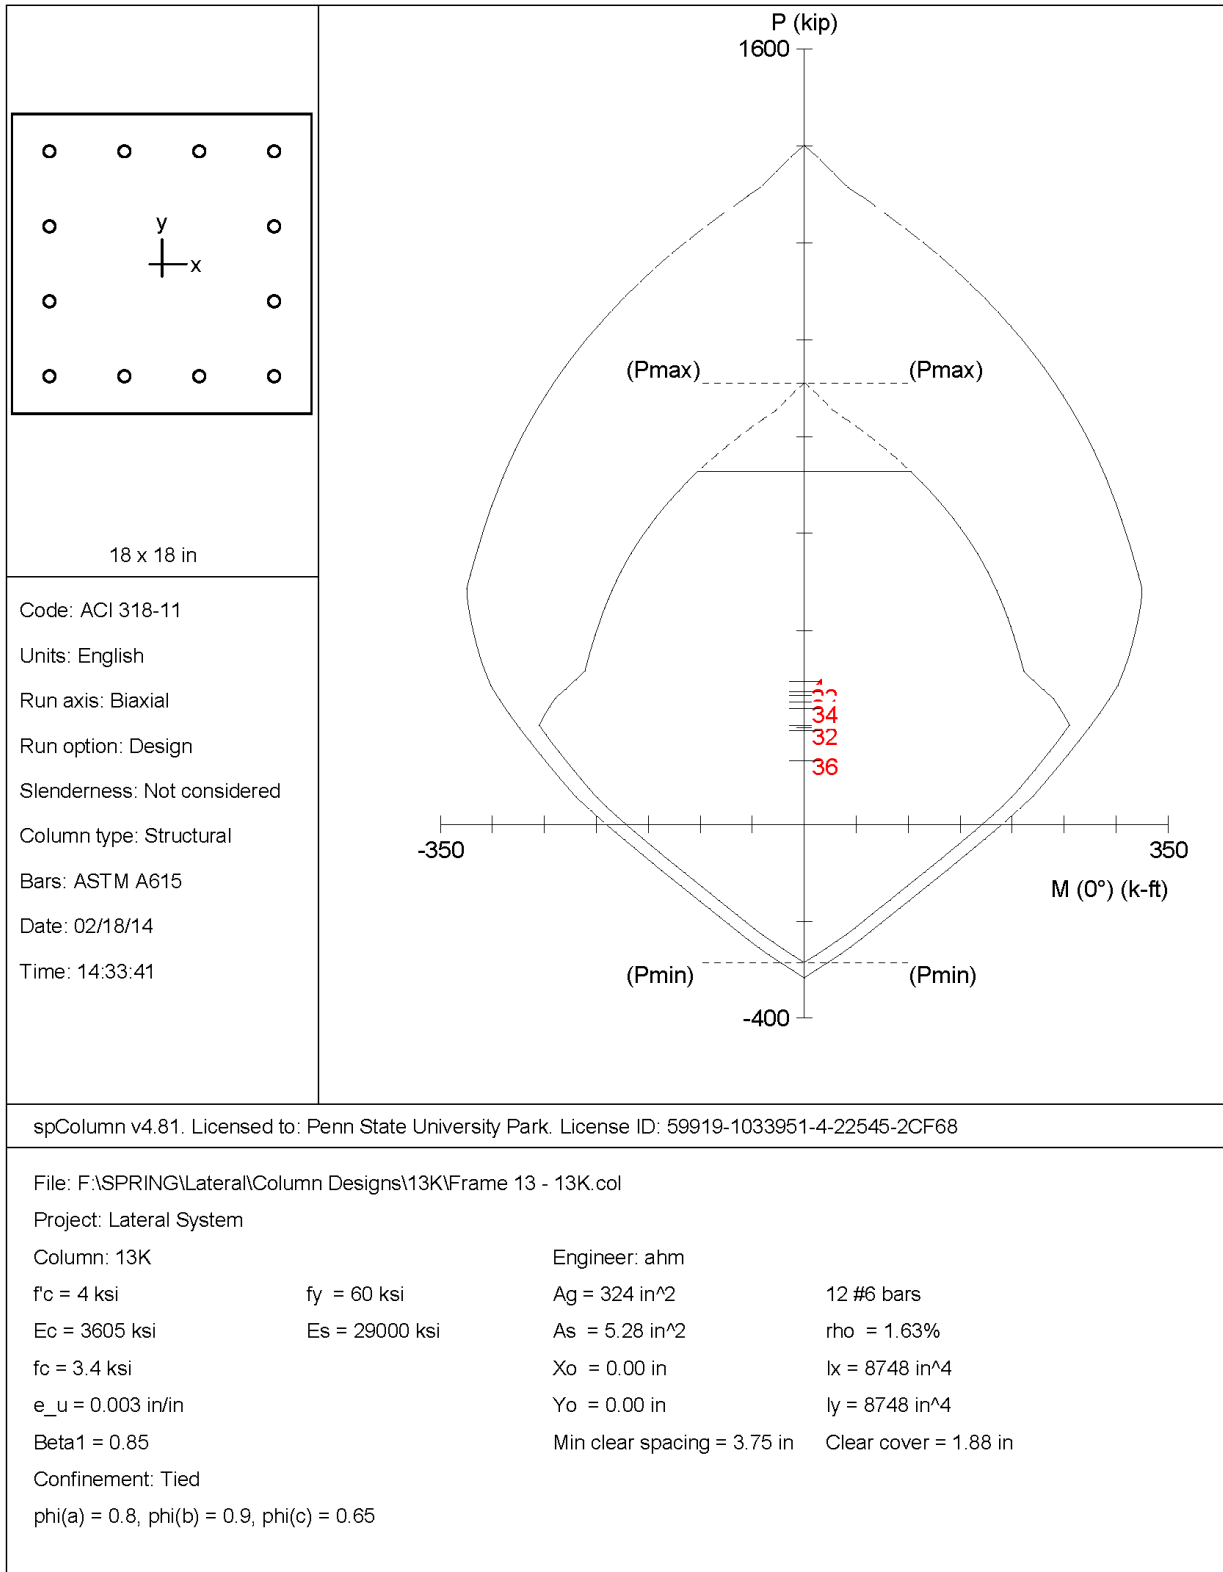 P (kip)
1600
y
x
(Pmax) (Pmax)
18 x 18 in
Code: ACI 318-11
Units: English
Run axis: Biaxial
Run option: Design
Slenderness: Not considered
Column type: Structural
Bars: ASTM A615
Date: 02/18/14
Time: 14:33:41
34
32
36
-350 350
M (0°) (k-ft)
(Pmin) (Pmin)
-400
spColumn v4.81. Licensed to: Penn State University Park. License ID: 59919-1033951-4-22545-2CF68
File: F:\SPRING\Lateral\Column Designs\13K\Frame 13 - 13K.col
Project: Lateral System
Column: 13K Engineer: ahm
f'c = 4 ksi fy = 60 ksi Ag = 324 in^2 12 #6 bars
Ec = 3605 ksi Es = 29000 ksi As = 5.28 in^2 rho = 1.63%
fc = 3.4 ksi Xo = 0.00 in Ix = 8748 in^4
e_u = 0.003 in/in Yo = 0.00 in Iy = 8748 in^4
Beta1 = 0.85 Min clear spacing = 3.75 in Clear cover = 1.88 in
Confinement: Tied
phi(a) = 0.8, phi(b) = 0.9, phi(c) = 0.65